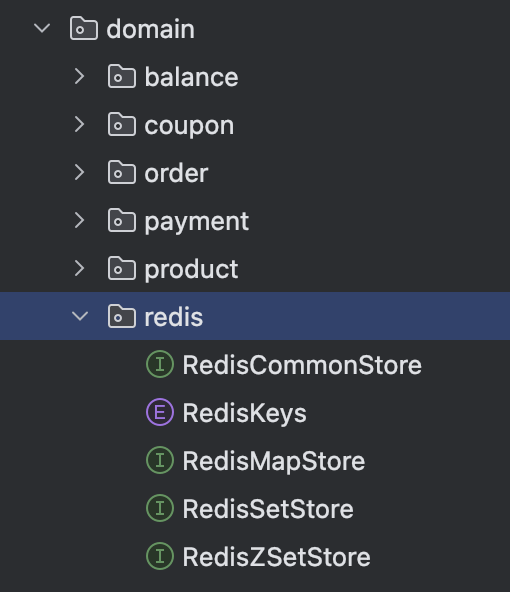 domain
balance
coupon
order
payment
product
redis
I RedisCommonStore
E RedisKeys
I RedisMapStore
I RedisSetStore
I RedisZSetStore